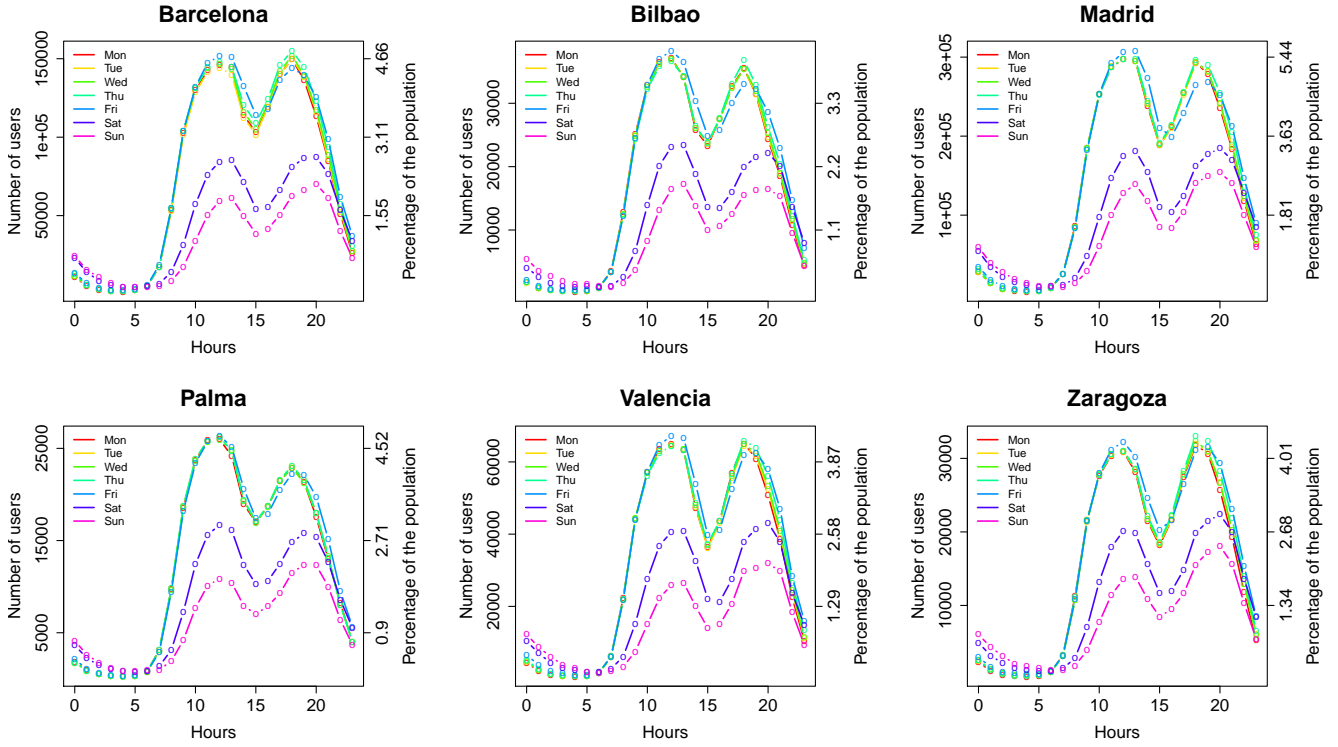 Barcelona
Number of users
50000 1e+05 150000
Mon
Tue
Wed
Thu
Fri
Sat
Sun
1.55 3.11 4.66
Percentage of the population
0 5 10 15 20
Hours
Bilbao
Number of users
10000 20000 30000
Mon
Tue
Wed
Thu
Fri
Sat
Sun
1.1 2.2 3.3
Percentage of the population
0 5 10 15 20
Hours
Madrid
Number of users
1e+05 2e+05 3e+05
Mon
Tue
Wed
Thu
Fri
Sat
Sun
1.81 3.63 5.44
Percentage of the population
0 5 10 15 20
Hours
Palma
Number of users
5000 15000 25000
Mon
Tue
Wed
Thu
Fri
Sat
Sun
0.9 2.71 4.52
Percentage of the population
0 5 10 15 20
Hours
Valencia
Number of users
20000 40000 60000
Mon
Tue
Wed
Thu
Fri
Sat
Sun
1.29 2.58 3.87
Percentage of the population
0 5 10 15 20
Hours
Zaragoza
Number of users
10000 20000 30000
Mon
Tue
Wed
Thu
Fri
Sat
Sun
1.34 2.68 4.01
Percentage of the population
0 5 10 15 20
Hours